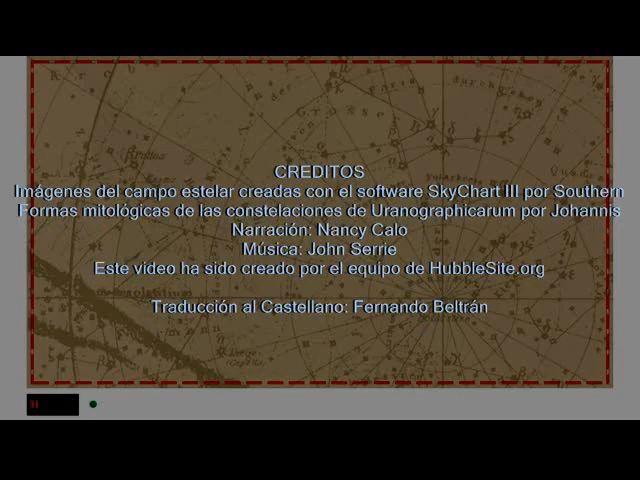 CREDITOS
Imágenes del campo estelar creadas con el software SkyChart III por Southern
Formas mitológicas de las constelaciones de Uranographicarum por Johannis
Narración: Nancy Calo
Música: John Serrie
Este video ha sido creado por el equipo de HubbleSite.org
Traducción al Castellano: Fernando Beltrán